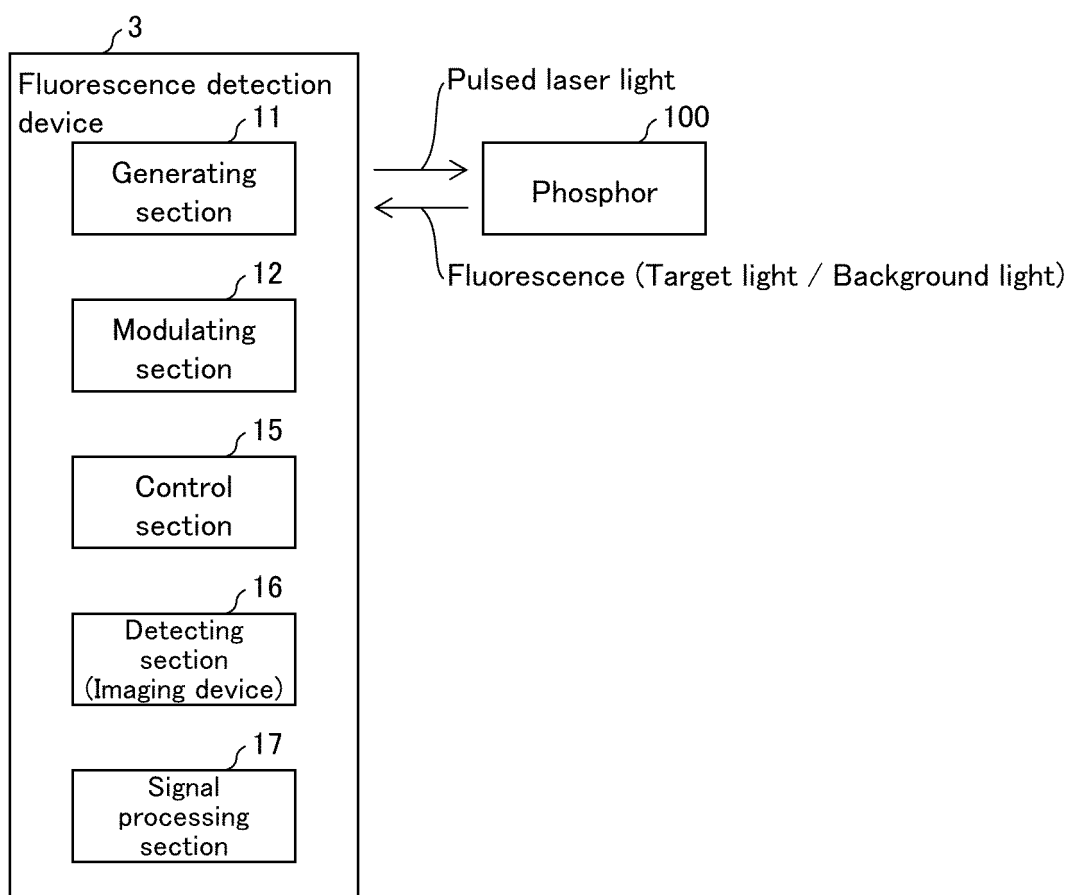 3
Fluorescence detection
device
11
Generating
section
Pulsed laser light
100
Phosphor
Fluorescence (Target light / Background light)
12
Modulating
section
15
Control
section
16
Detecting
section
(Imaging device)
17
Signal
processing
section